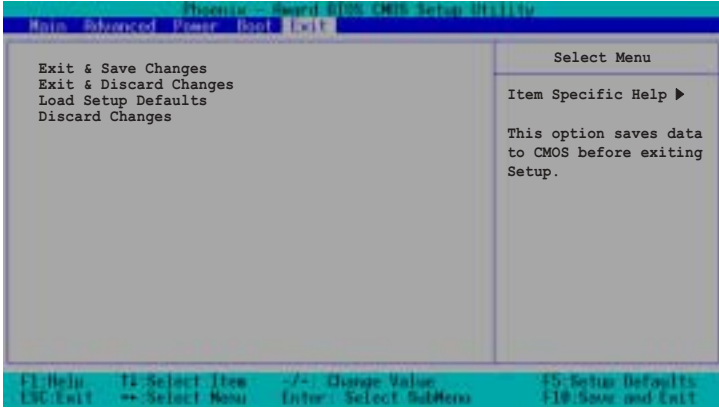 Phoenix - Award BIOS CMOS Setup Utility
Main Advanced Power Boot Exit
Exit & Save Changes
Exit & Discard Changes
Load Setup Defaults
Discard Changes
Select Menu
Item Specific Help ▶
This option saves data
to CMOS before exiting
Setup.
F1:Help ↑↓:Select Item -/+: Change Value F5:Setup Defaults
ESC:Exit ↔:Select Menu Enter: Select SubMenu F10:Save and Exit